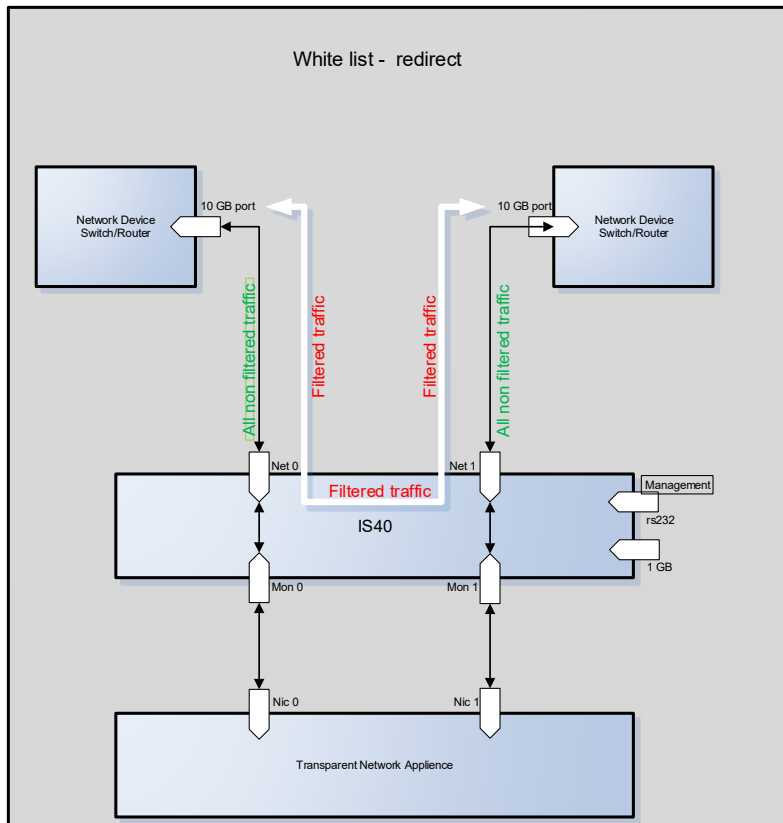 White list -  redirect
10 GB port
10 GB port
Network Device
Switch/Router
Network Device
Switch/Router
All non filtered traffic
Filtered traffic
Filtered traffic
All non filtered traffic
Net 0
Net 1
Filtered traffic
Management
rs232
IS40
1 GB
Mon 0
Mon 1
Nic 0
Nic 1
Transparent Network Applience